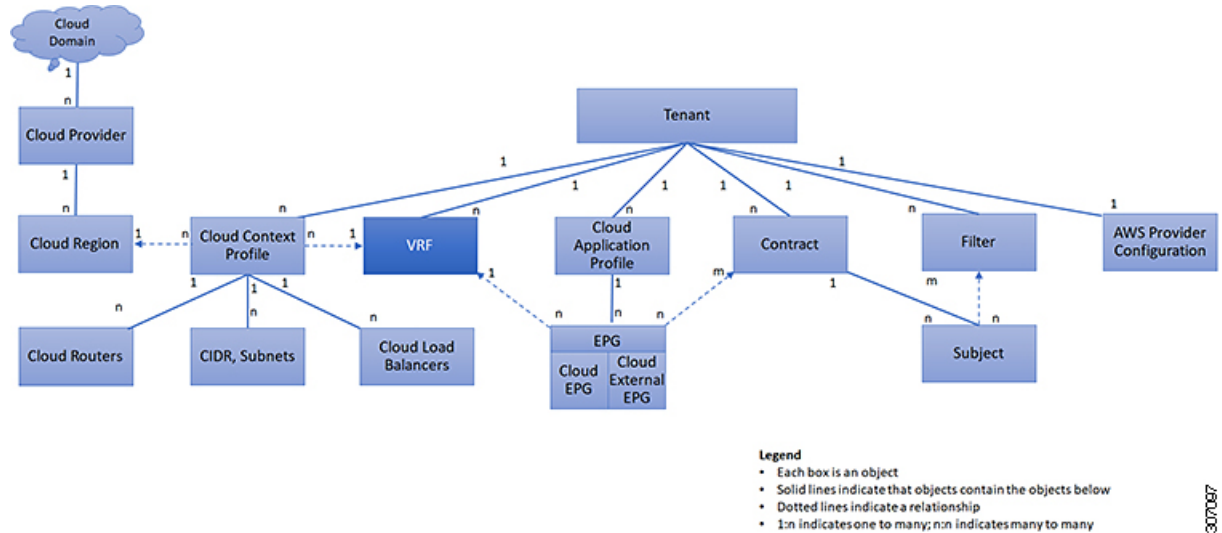 Cloud
Domain
1
n
Cloud Provider
Tenant
1
1
1
1
1
1
1
n
n
n
n
n
n
1
Cloud Region
1
n
Cloud Context
Profile
n
1
VRF
Cloud
Application
Profile
Contract
Filter
AWS Provider
Configuration
1
1
1
1
1
m
1
m
n
n
n
n
n
n
n
n
Cloud Routers
CIDR, Subnets
Cloud Load
Balancers
EPG
Cloud
EPG
Cloud
External
EPG
Subject
Legend
• Each box is an object
• Solid lines indicate that objects contain the objects below
• Dotted lines indicate a relationship
• 1:n indicates one to many; n:n indicates many to many
307097